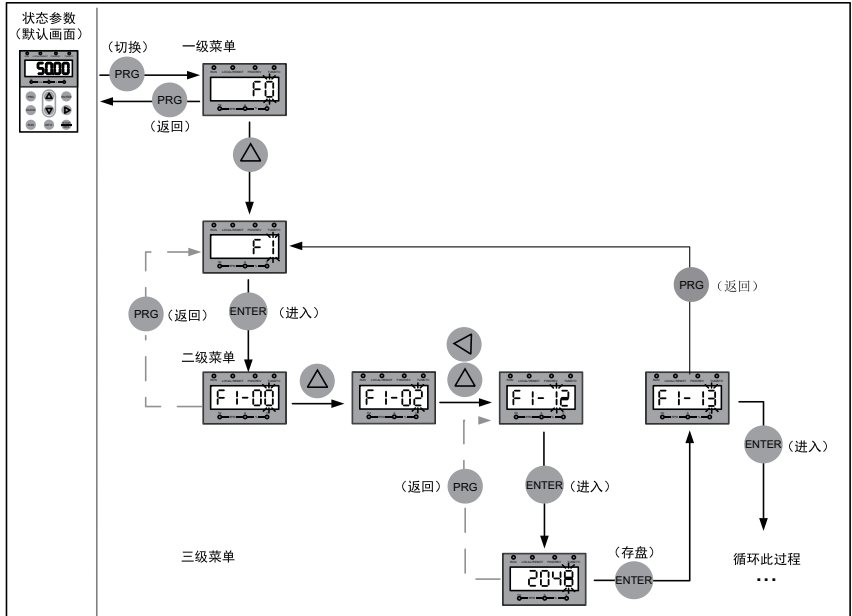 状态参数
(默认画面)
50.00
(切换)
PRG
PRG
(返回)
一级菜单
F0
F1
PRG
(返回)
ENTER
(进入)
PRG
(返回)
二级菜单
F1-00
F1-02
F1-12
F1-13
(返回)
PRG
ENTER
(进入)
ENTER
(进入)
三级菜单
2048
(存盘)
ENTER
循环此过程
...